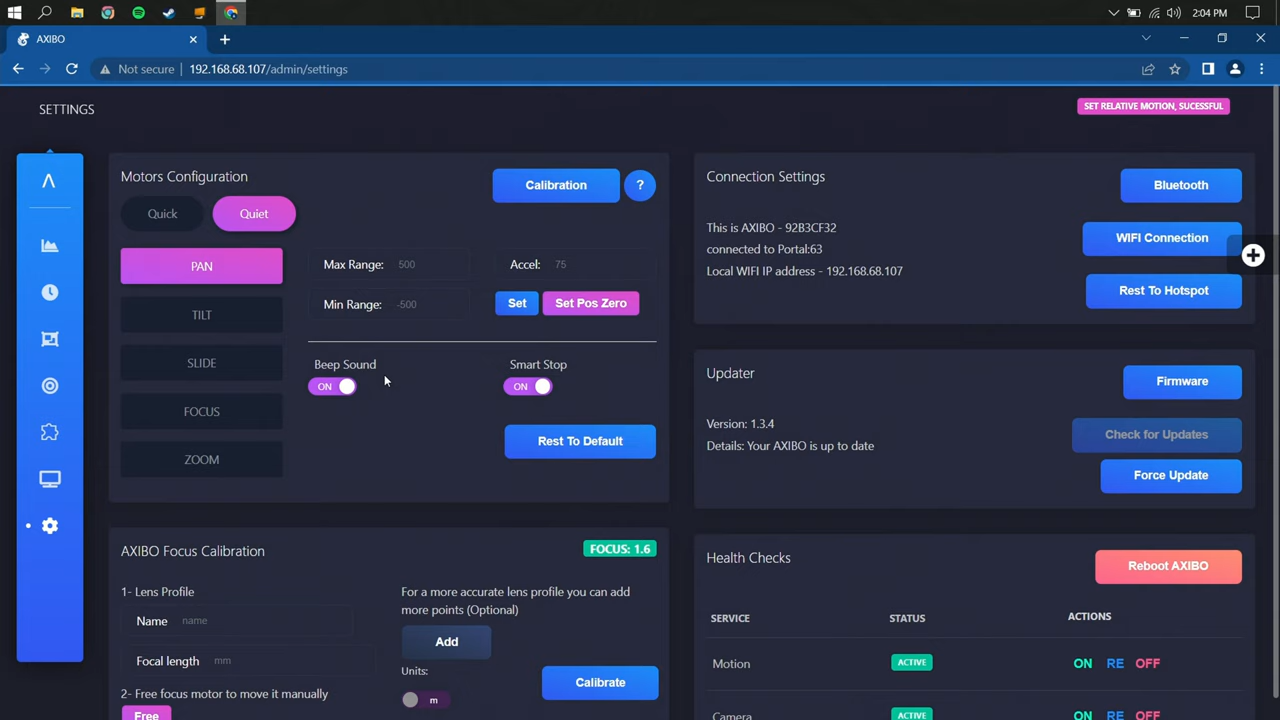 2:04 PM
AXIBO
Not secure
192.168.68.107/admin/settings
SETTINGS
SET RELATIVE MOTION, SUCESSFUL
Motors Configuration
Calibration
?
Quick
Quiet
PAN
TILT
SLIDE
FOCUS
ZOOM
Max Range: 500
Accel: 75
Min Range: -500
Set
Set Pos Zero
Beep Sound
ON
Smart Stop
ON
Rest To Default
Connection Settings
Bluetooth
This is AXIBO - 92B3CF32
connected to Portal:63
Local WIFI IP address - 192.168.68.107
WIFI Connection
Rest To Hotspot
Updater
Firmware
Version: 1.3.4
Details: Your AXIBO is up to date
Check for Updates
Force Update
AXIBO Focus Calibration
FOCUS: 1.6
1- Lens Profile
Name name
Focal length mm
2- Free focus motor to move it manually
Free
For a more accurate lens profile you can add
more points (Optional)
Add
Units:
m
Calibrate
Health Checks
Reboot AXIBO
SERVICE STATUS ACTIONS
Motion ACTIVE ON RE OFF
Camera ACTIVE ON RE OFF